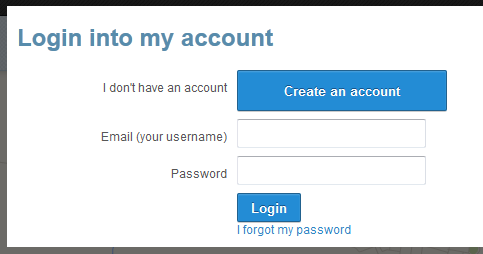 Login into my account
I don't have an account
Create an account
Email (your username)
Password
Login
I forgot my password